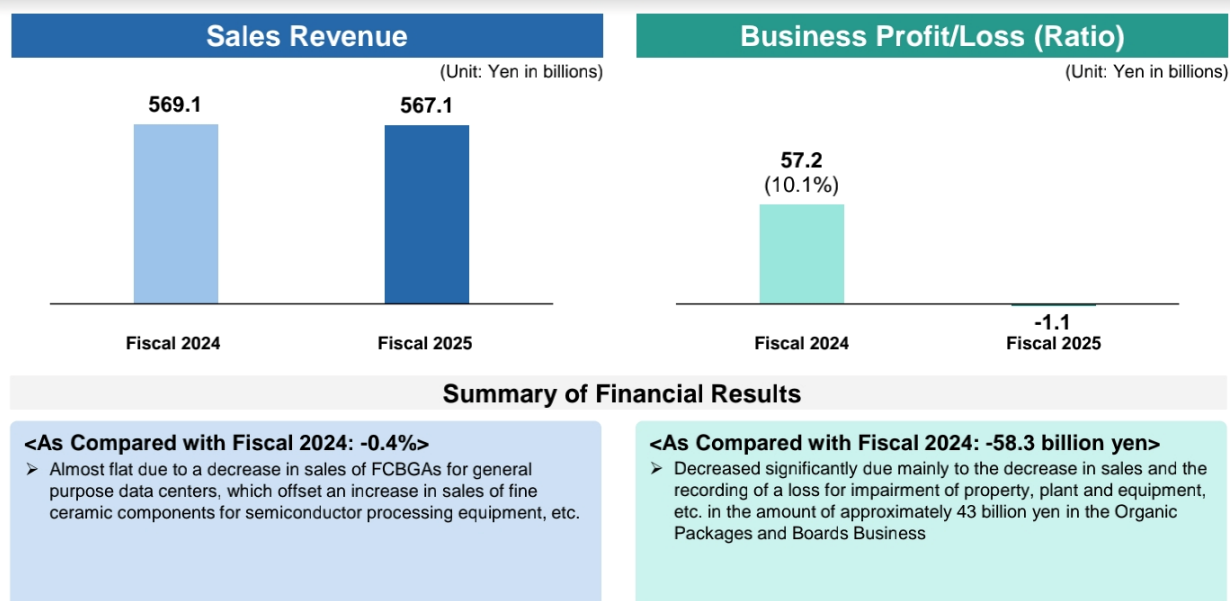 Sales Revenue
(Unit: Yen in billions)
569.1
567.1
Fiscal 2024
Fiscal 2025
Business Profit/Loss (Ratio)
(Unit: Yen in billions)
57.2
(10.1%)
-1.1
Fiscal 2024
Fiscal 2025
Summary of Financial Results
<As Compared with Fiscal 2024: -0.4%>
➢ Almost flat due to a decrease in sales of FCBGAs for general
purpose data centers, which offset an increase in sales of fine
ceramic components for semiconductor processing equipment, etc.
<As Compared with Fiscal 2024: -58.3 billion yen>
➢ Decreased significantly due mainly to the decrease in sales and the
recording of a loss for impairment of property, plant and equipment,
etc. in the amount of approximately 43 billion yen in the Organic
Packages and Boards Business